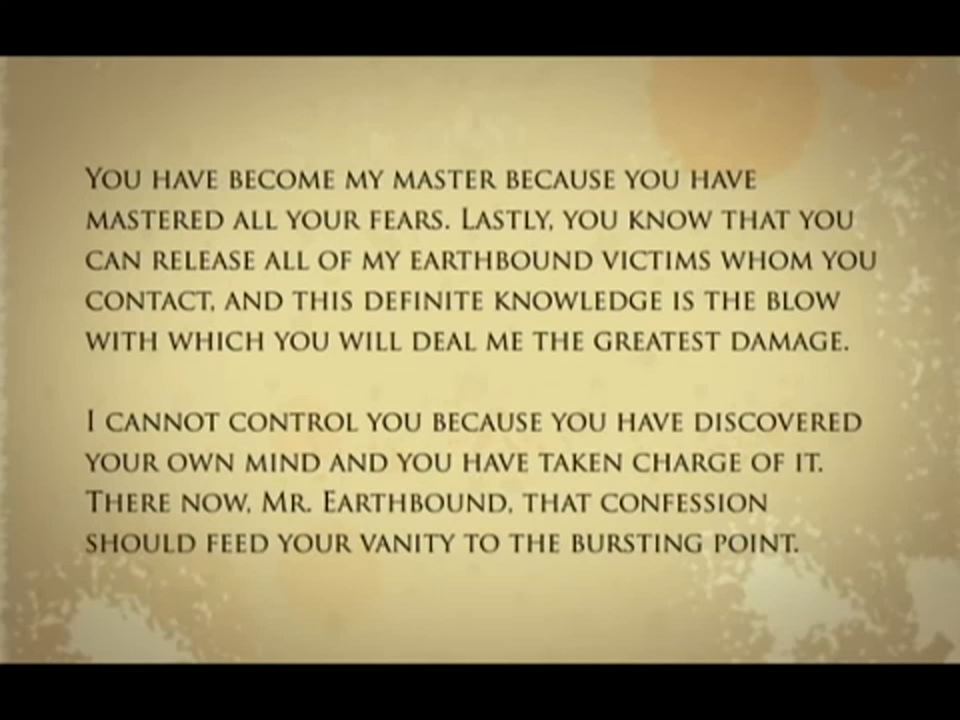 You have become my master because you have
mastered all your fears. Lastly, you know that you
can release all of my earthbound victims whom you
contact, and this definite knowledge is the blow
with which you will deal me the greatest damage.
I cannot control you because you have discovered
your own mind and you have taken charge of it.
There now, Mr. Earthbound, that confession
should feed your vanity to the bursting point.